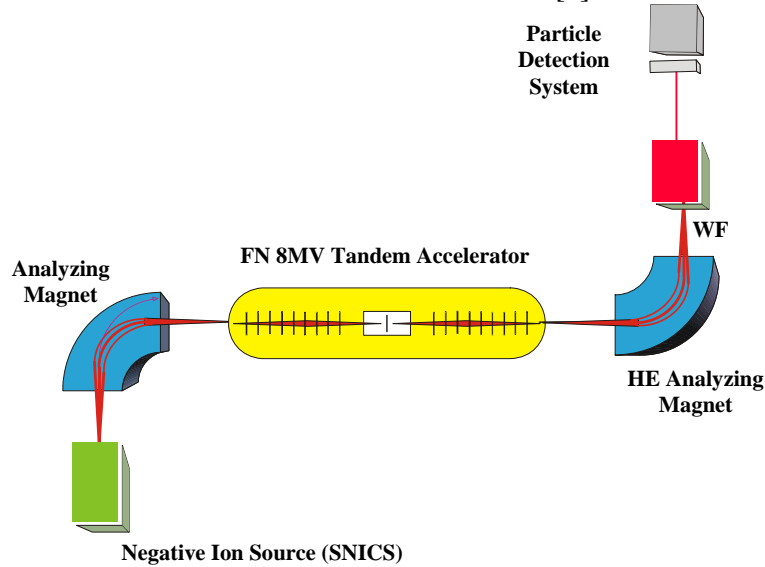 Particle
Detection
System
WF
FN 8MV Tandem Accelerator
Analyzing
Magnet
HE Analyzing
Magnet
Negative Ion Source (SNICS)